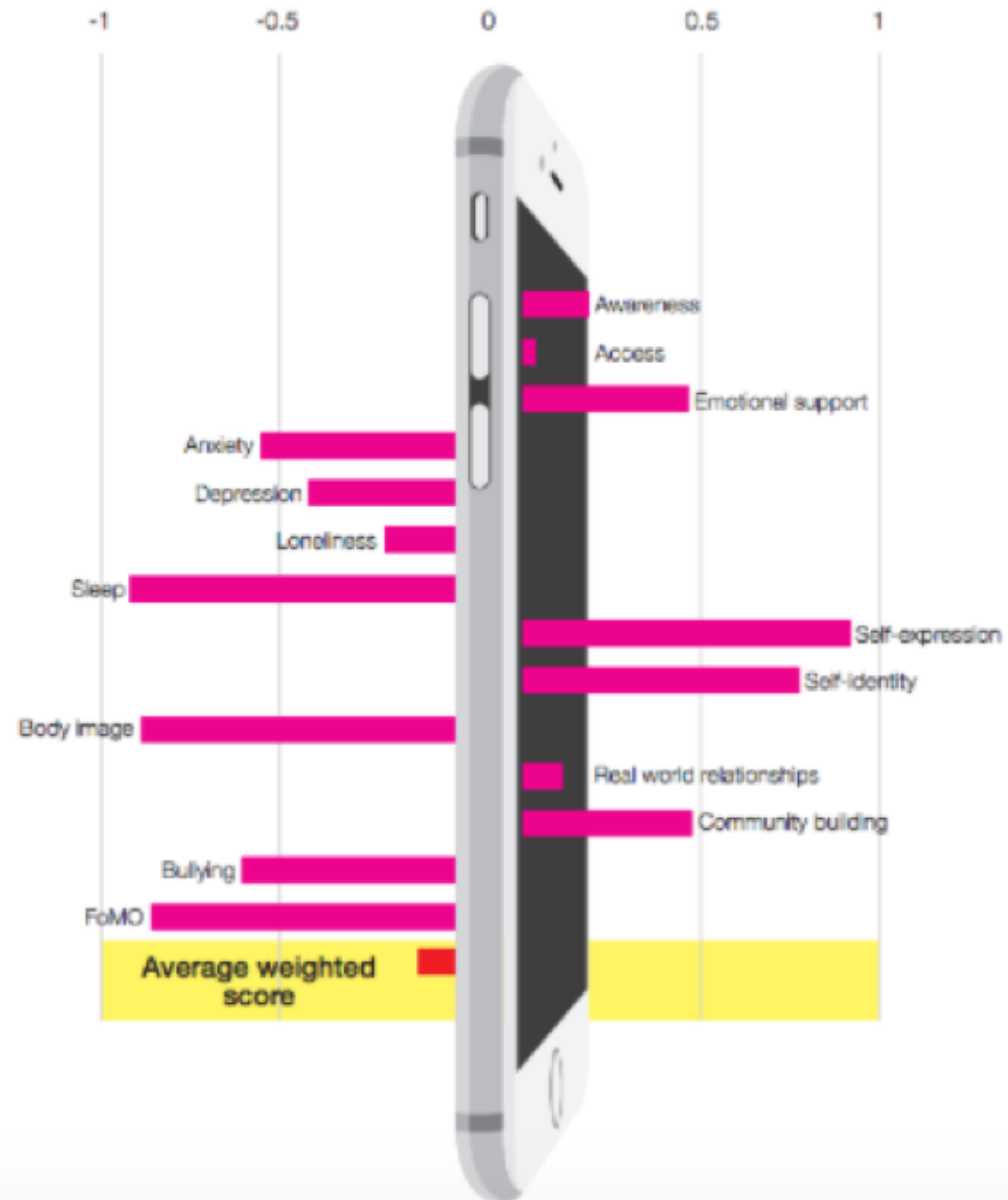 -1 -0.5 0 0.5 1
Awareness
Access
Emotional support
Anxiety
Depression
Loneliness
Sleep
Self-expression
Self-identity
Body image
Real world relationships
Community building
Bullying
FoMO
Average weighted
score